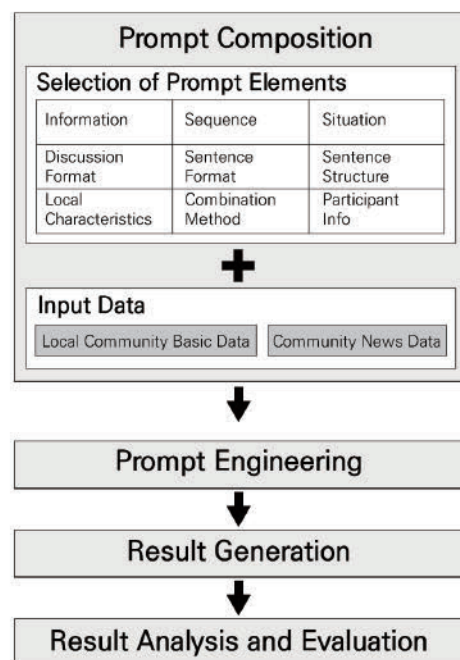 Prompt Composition
Selection of Prompt Elements
Information Sequence Situation
Discussion Sentence Sentence
Format Format Structure
Local Combination Participant
Characteristics Method Info
Input Data
Local Community Basic Data Community News Data
Prompt Engineering
Result Generation
Result Analysis and Evaluation